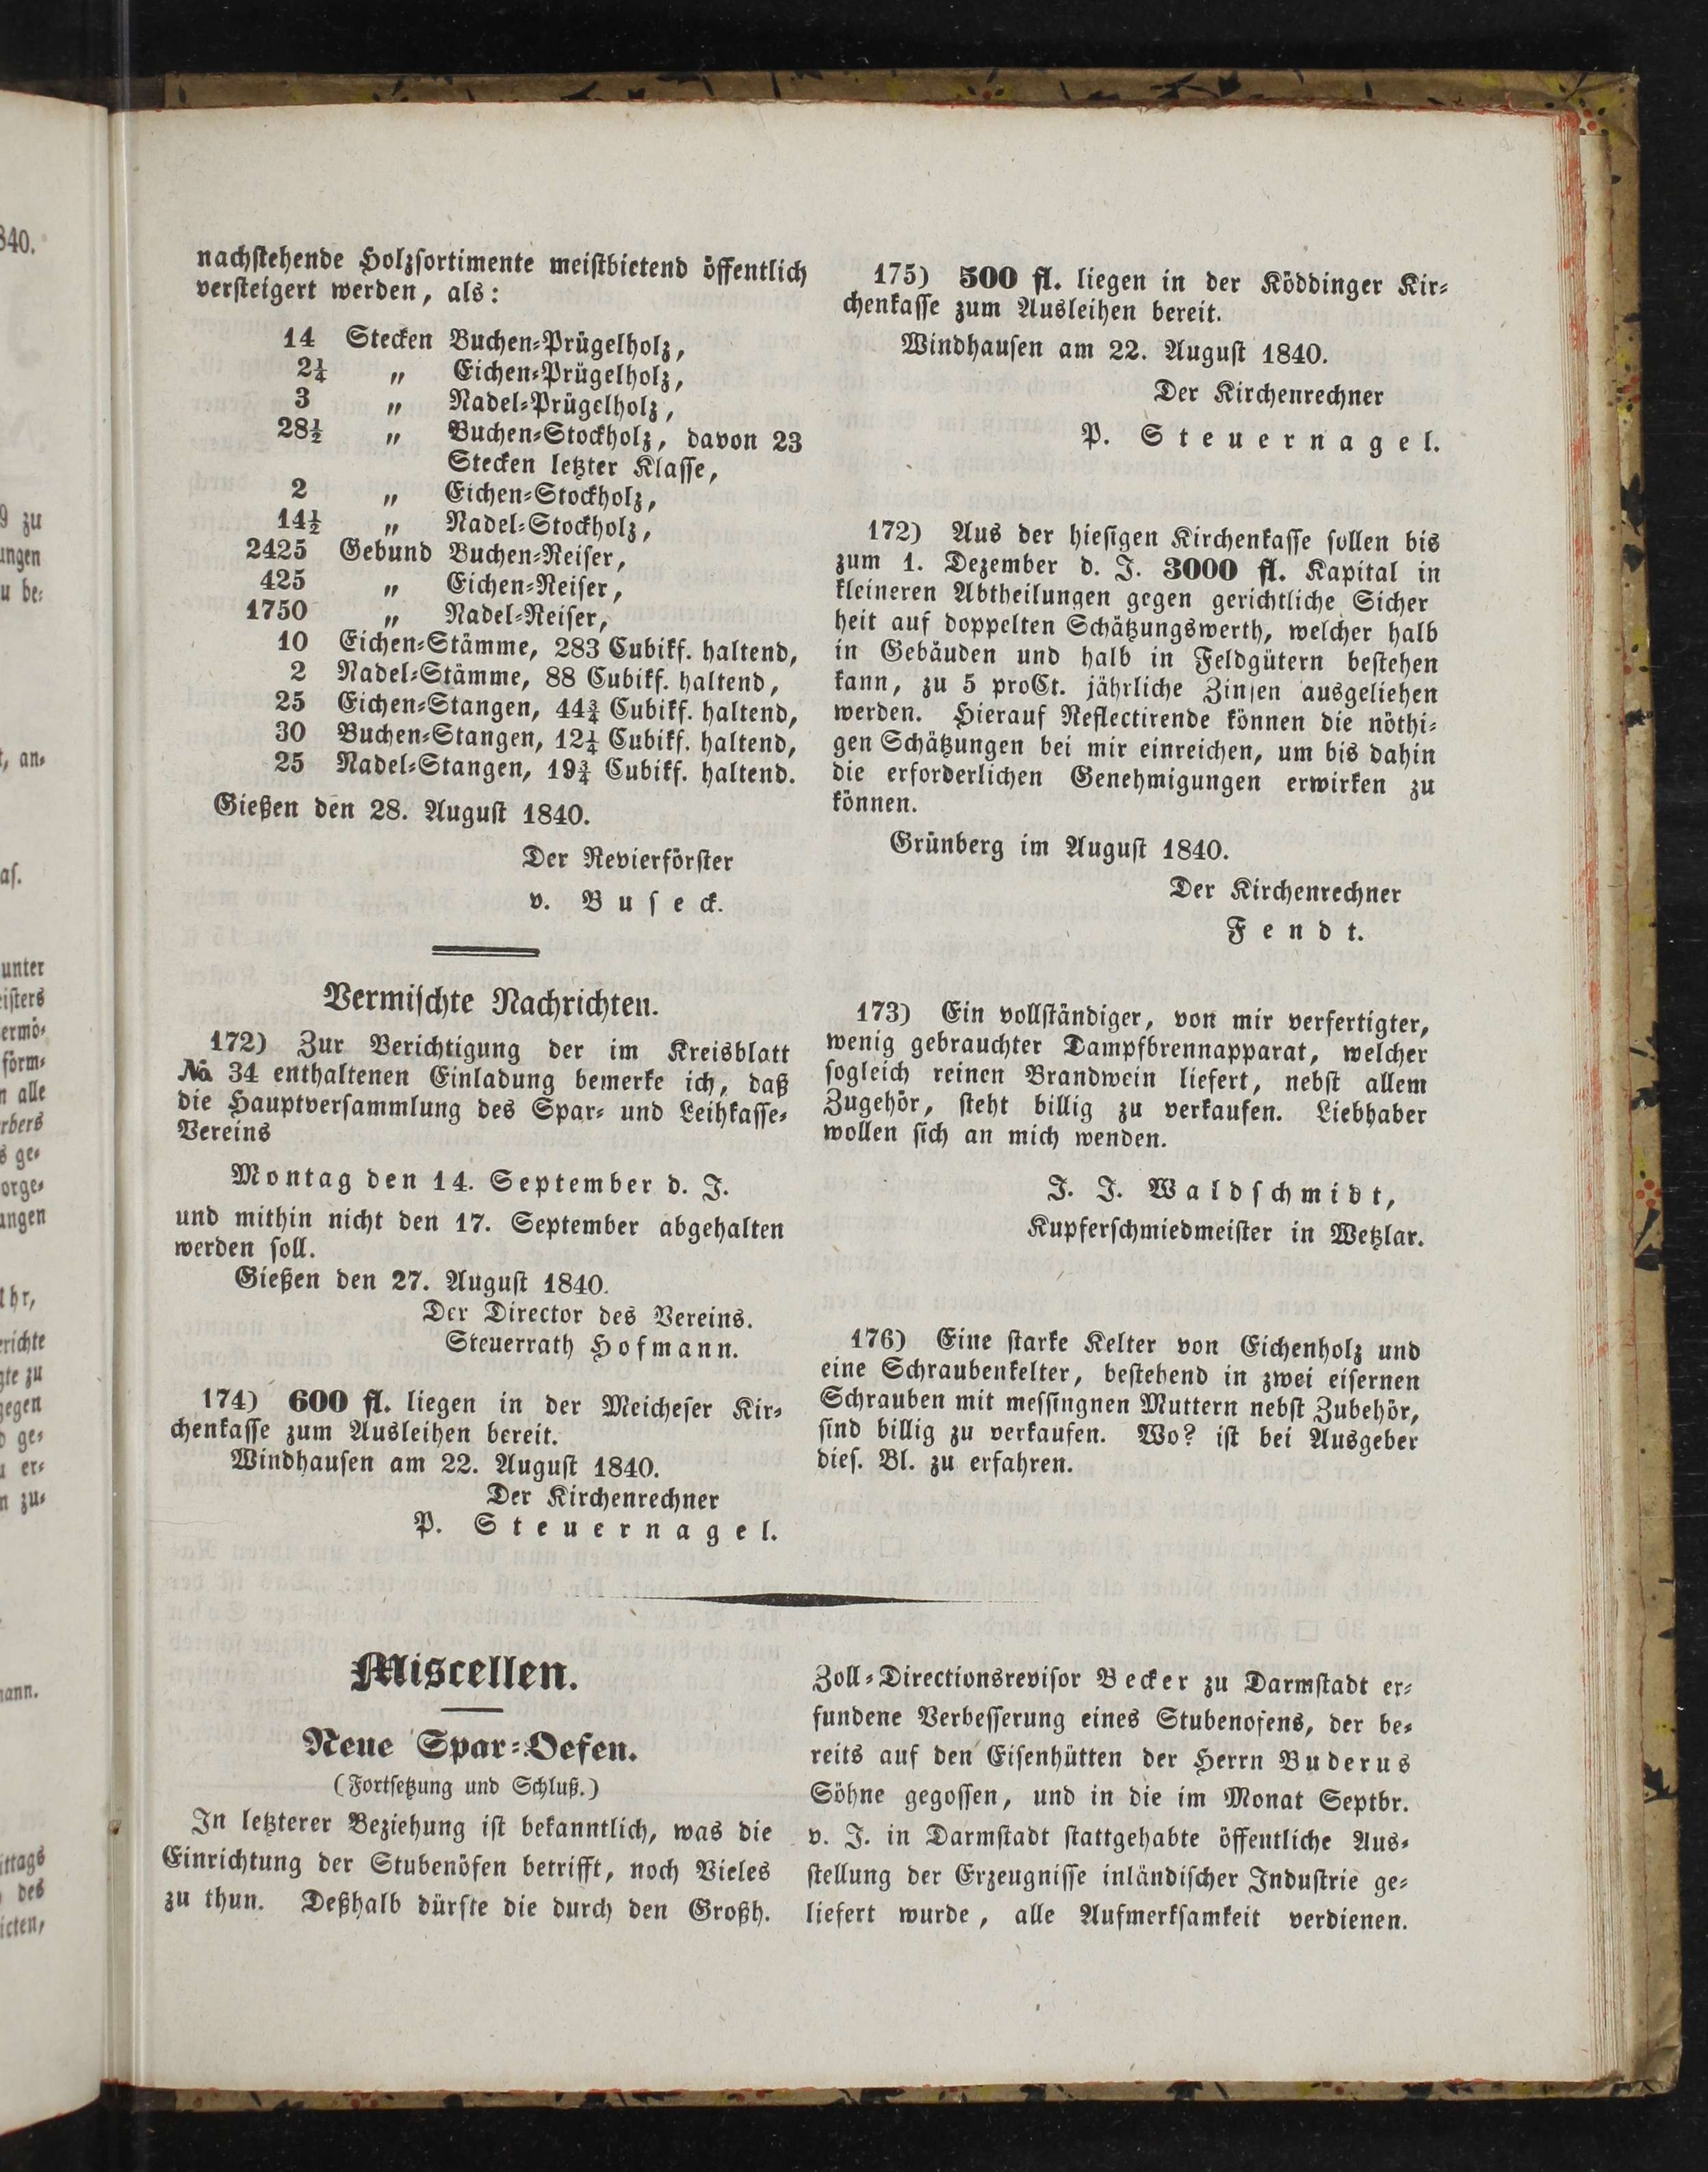 nachstehende Holzsortimente meistbietend öffentlich
versteigert werden, als:
14 Stecken Buchen-Prügelholz,
2¼ „ Eichen-Prügelholz,
3 „ Nadel-Prügelholz,
28½ „ Buchen-Stockholz, davon 23
Stecken letzter Klasse,
2 „ Eichen-Stockholz,
14½ „ Nadel-Stockholz,
2425 Gebund Buchen-Reiser,
425 „ Eichen-Reiser,
1750 „ Nadel-Reiser,
10 Eichen-Stämme, 283 Cubikf. haltend,
2 Nadel-Stämme, 88 Cubikf. haltend,
25 Eichen-Stangen, 44¾ Cubikf. haltend,
30 Buchen-Stangen, 12¼ Cubikf. haltend,
25 Nadel-Stangen, 19¾ Cubikf. haltend.
Gießen den 28. August 1840.
Der Revierförster
v. Buseck.
Vermischte Nachrichten.
172) Zur Berichtigung der im Kreisblatt
No 34 enthaltenen Einladung bemerke ich, daß
die Hauptversammlung des Spar- und Leihkasse-
Vereins
Montag den 14. September d. J.
und mithin nicht den 17. September abgehalten
werden soll.
Gießen den 27. August 1840.
Der Director des Vereins.
Steuerrath Hofmann.
174) 600 fl. liegen in der Meicheser Kir-
chenkasse zum Ausleihen bereit.
Windhausen am 22. August 1840.
Der Kirchenrechner
P. Steuernagel.
175) 500 fl. liegen in der Köddinger Kir-
chenkasse zum Ausleihen bereit.
Windhausen am 22. August 1840.
Der Kirchenrechner
P. Steuernagel.
172) Aus der hiesigen Kirchenkasse sollen bis
zum 1. Dezember d. J. 3000 fl. Kapital in
kleineren Abtheilungen gegen gerichtliche Sicher
heit auf doppelten Schätzungswerth, welcher halb
in Gebäuden und halb in Feldgütern bestehen
kann, zu 5 proCt. jährliche Zinsen ausgeliehen
werden. Hierauf Reflectirende können die nöthi-
gen Schätzungen bei mir einreichen, um bis dahin
die erforderlichen Genehmigungen erwirken zu
können.
Grünberg im August 1840.
Der Kirchenrechner
Fendt.
173) Ein vollständiger, von mir verfertigter,
wenig gebrauchter Dampfbrennapparat, welcher
sogleich reinen Brandwein liefert, nebst allem
Zugehör, steht billig zu verkaufen. Liebhaber
wollen sich an mich wenden.
J. J. Waldschmidt,
Kupferschmiedmeister in Wetzlar.
176) Eine starke Kelter von Eichenholz und
eine Schraubenkelter, bestehend in zwei eisernen
Schrauben mit messingnen Muttern nebst Zubehör,
sind billig zu verkaufen. Wo? ist bei Ausgeber
dies. Bl. zu erfahren.
Miscellen.
Neue Spar-Oefen.
(Fortsetzung und Schluß.)
In letzterer Beziehung ist bekanntlich, was die
Einrichtung der Stubenöfen betrifft, noch Vieles
zu thun. Deßhalb dürfte die durch den Großh.
Zoll-Directionsrevisor Becker zu Darmstadt er-
fundene Verbesserung eines Stubenofens, der be-
reits auf den Eisenhütten der Herrn Buderus
Söhne gegossen, und in die im Monat Septbr.
v. J. in Darmstadt stattgehabte öffentliche Aus-
stellung der Erzeugnisse inländischer Industrie ge-
liefert wurde, alle Aufmerksamkeit verdienen.